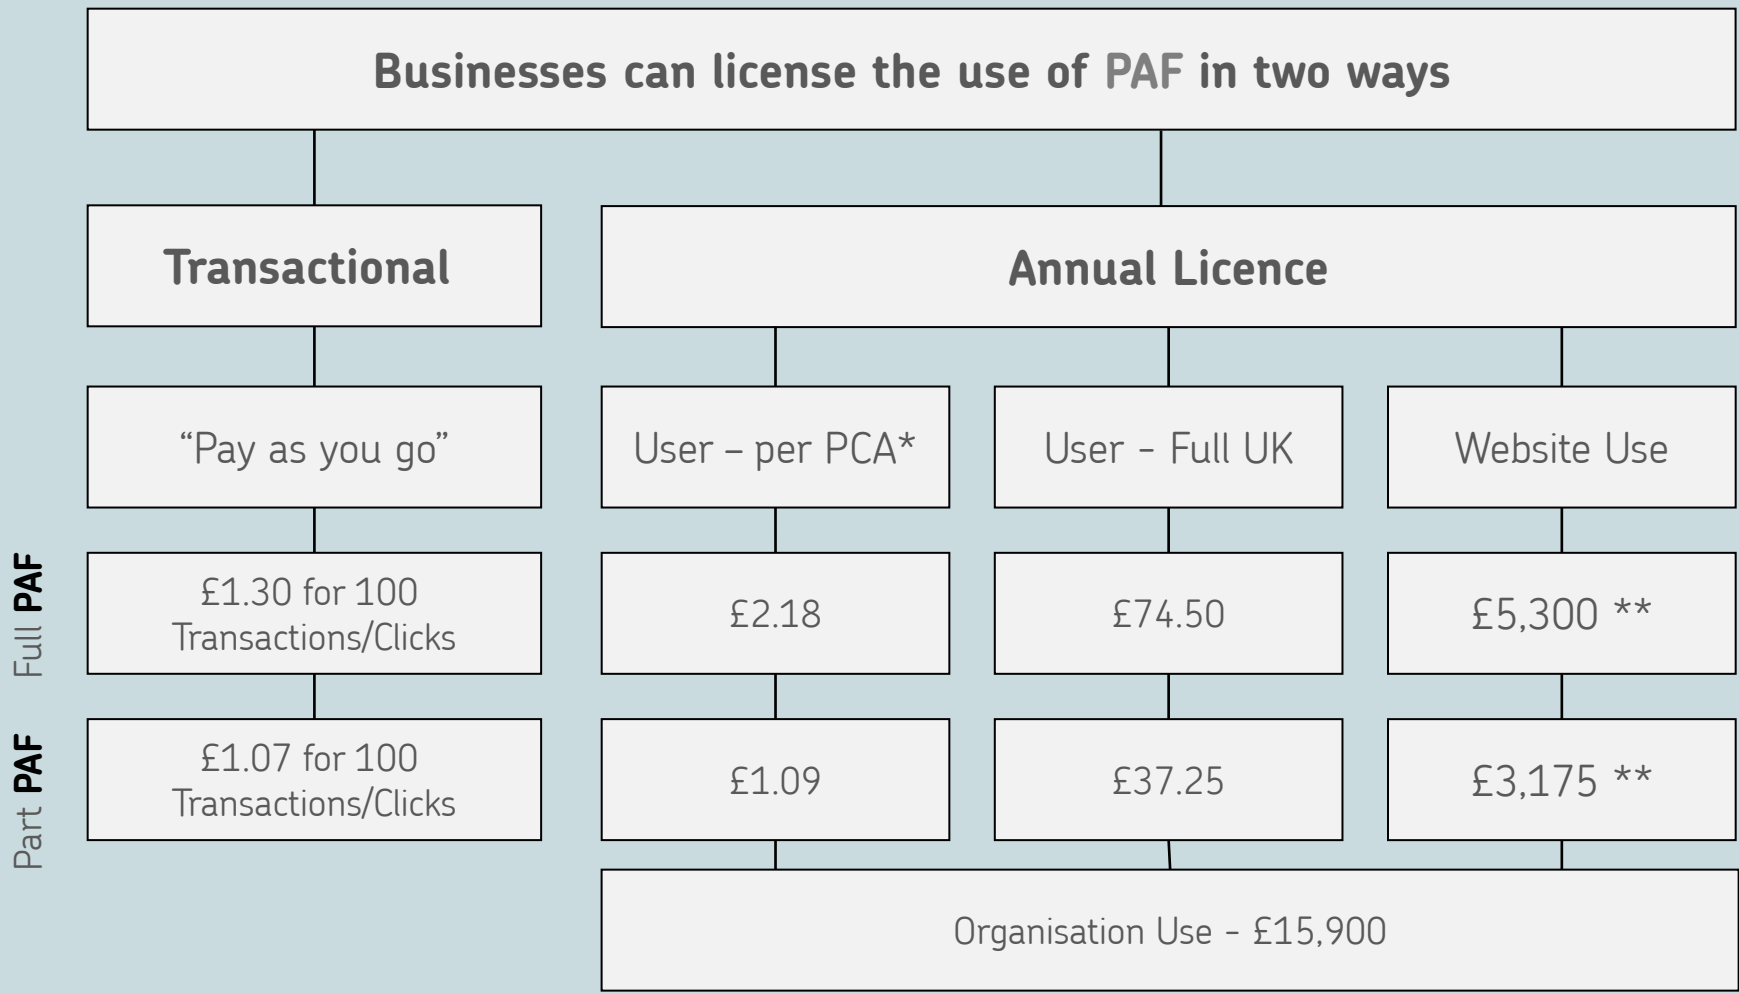 Businesses can license the use of PAF in two ways
Transactional
Annual Licence
“Pay as you go”
User – per PCA*
User - Full UK
Website Use
Full PAF
£1.30 for 100
Transactions/Clicks
£2.18
£74.50
£5,300 **
Part PAF
£1.07 for 100
Transactions/Clicks
£1.09
£37.25
£3,175 **
Organisation Use - £15,900